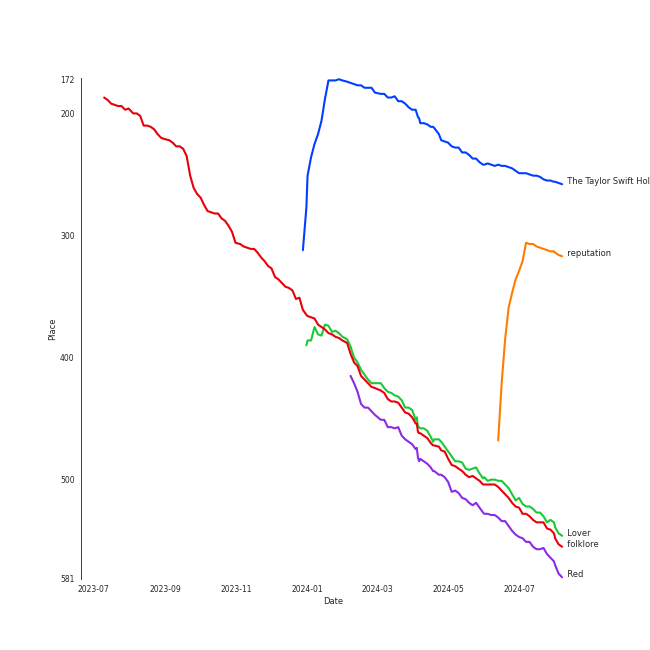 172
200
300
400
500
581
Place
2023-07
2023-09
2023-11
2024-01
2024-03
2024-05
2024-07
Date
The Taylor Swift Hol
reputation
Lover
folklore
Red